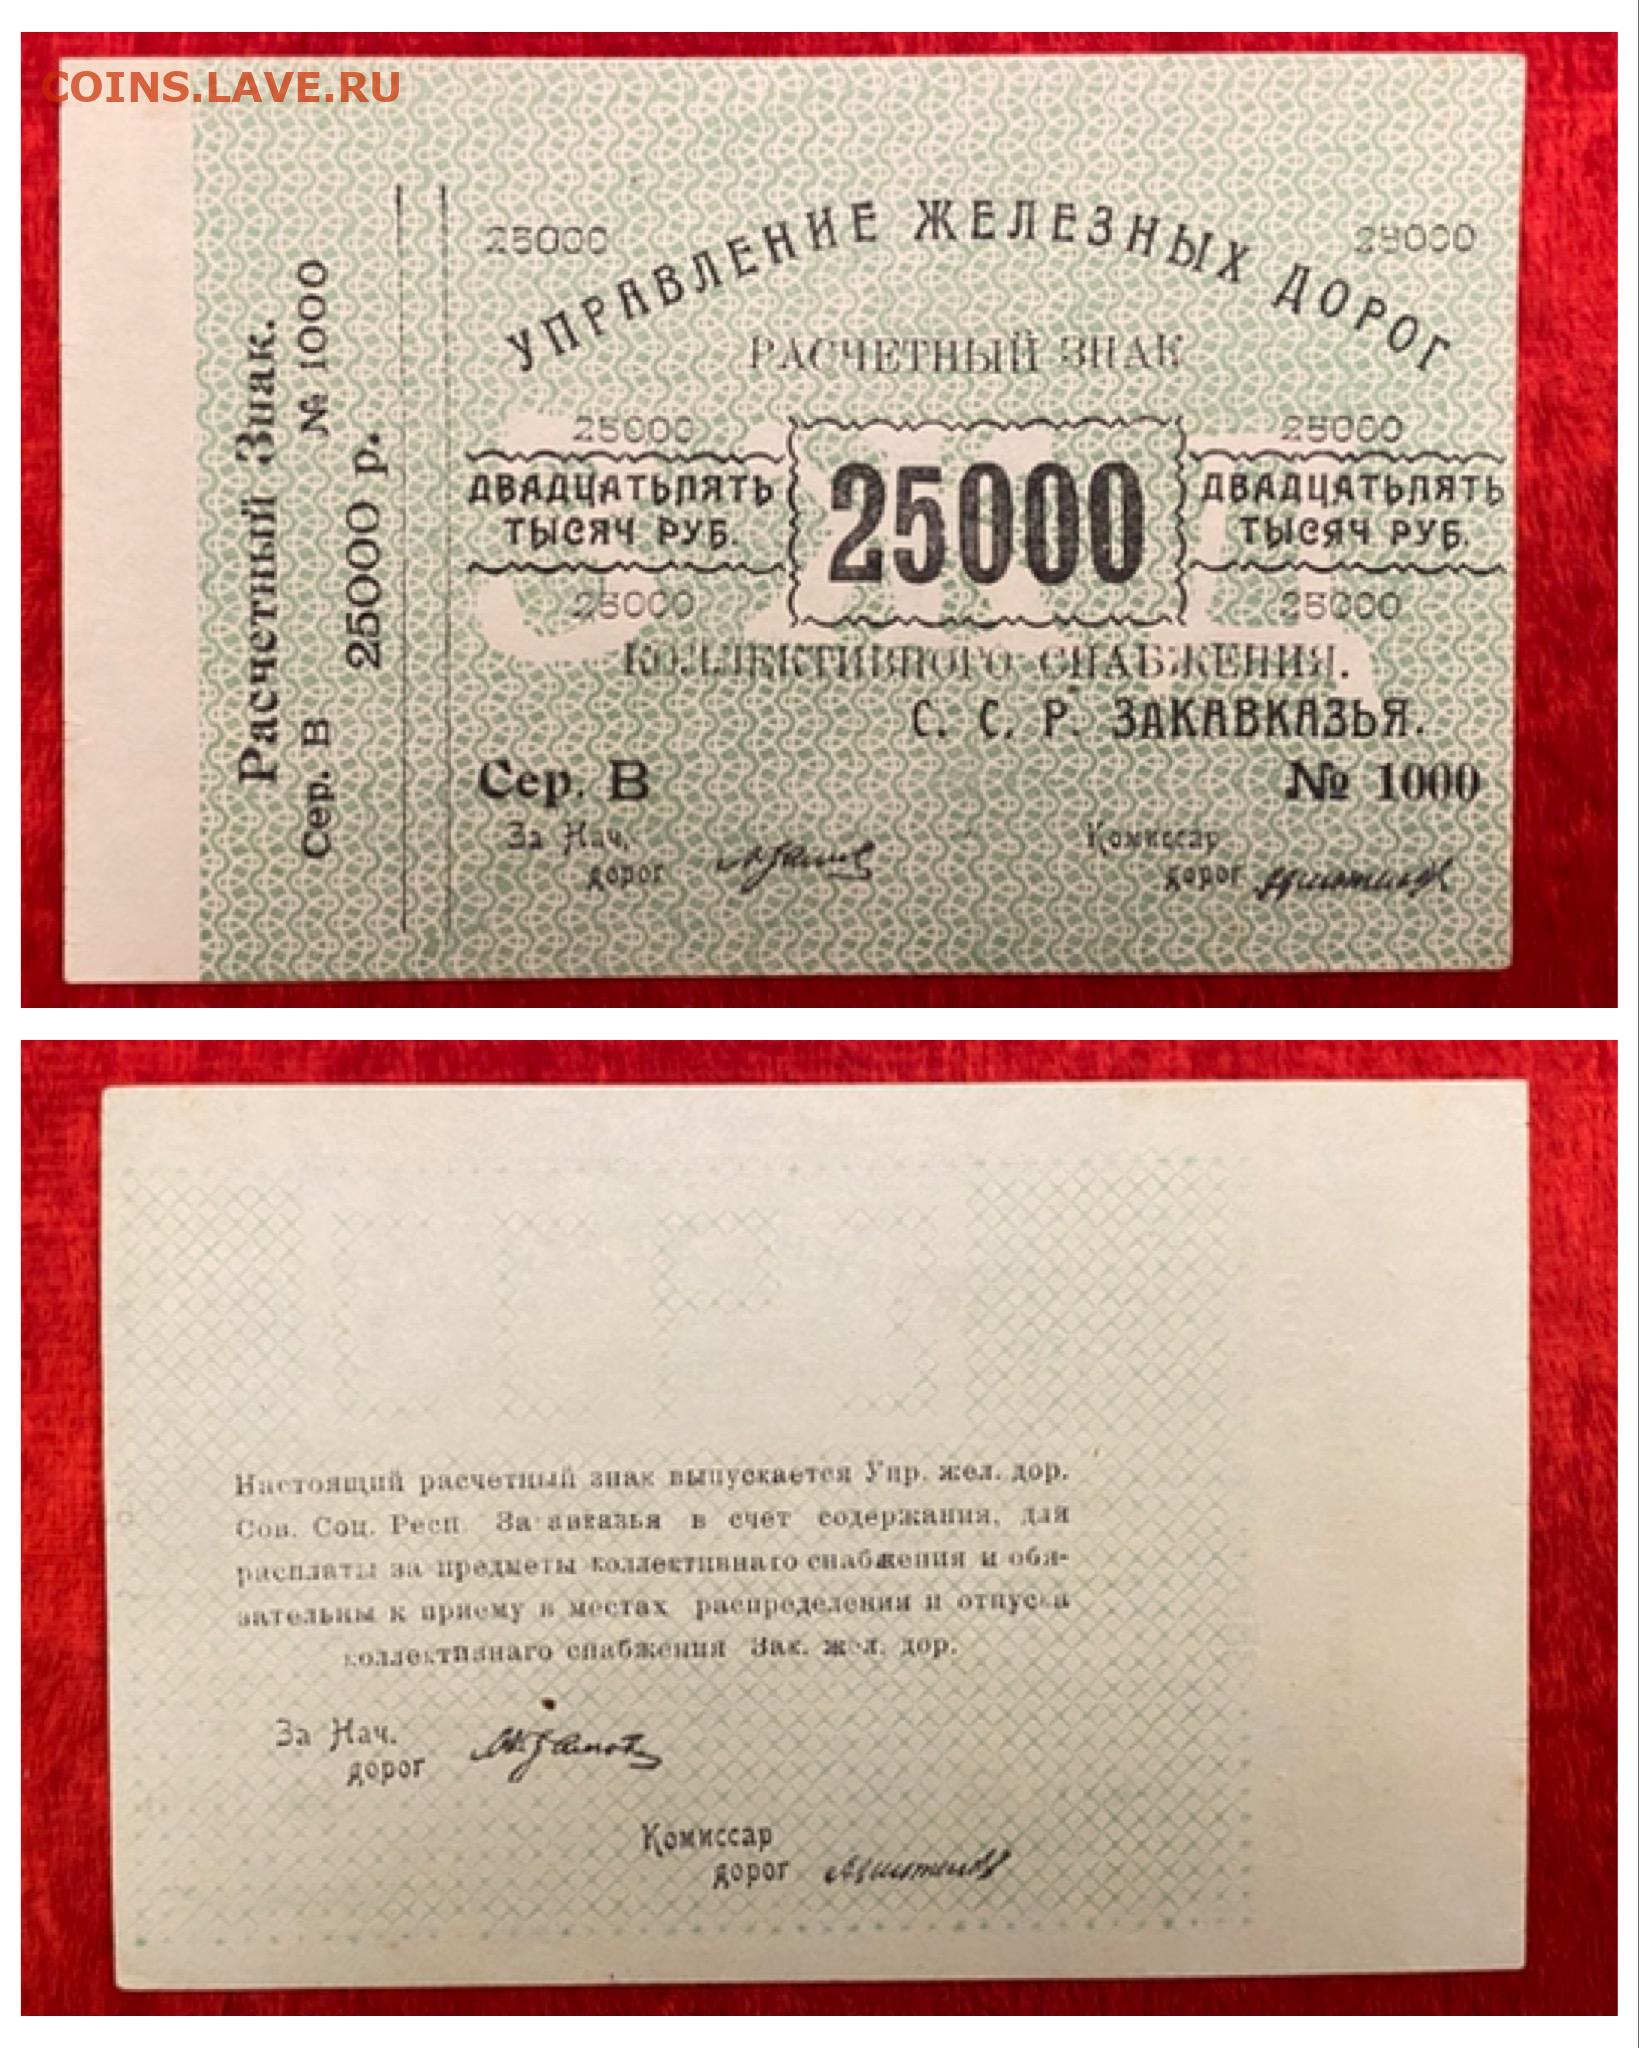 COINS.LAVE.RU
Расчетный Знак.
Сер. В № 1000
25000 р.
25000 25000
УПРАВЛЕНИЕ ЖЕЛЕЗНЫХ ДОРОГ
РАСЧЕТНЫЙ ЗНАК
25000 25000
ДВАДЦАТЬПЯТЬ
ТЫСЯЧ РУБ.
25000
ДВАДЦАТЬПЯТЬ
ТЫСЯЧ РУБ.
25000 25000
КОЛЛЕКТИВНОГО СНАБЖЕНИЯ.
С. С. Р. ЗАКАВКАЗЬЯ.
Сер. В № 1000
За Нач.
дорог
Комиссар
дорог
Настоящий расчетный знак выпускается Упр. жел. дор.
Сов. Соц. Респ. Закавказья в счет содержания, для
расплаты за предметы коллективнаго снабжения и обя-
зательны к приему в местах распределения и отпуска
коллективнаго снабжения Зак. жел. дор.
За Нач.
дорог
Комиссар
дорог